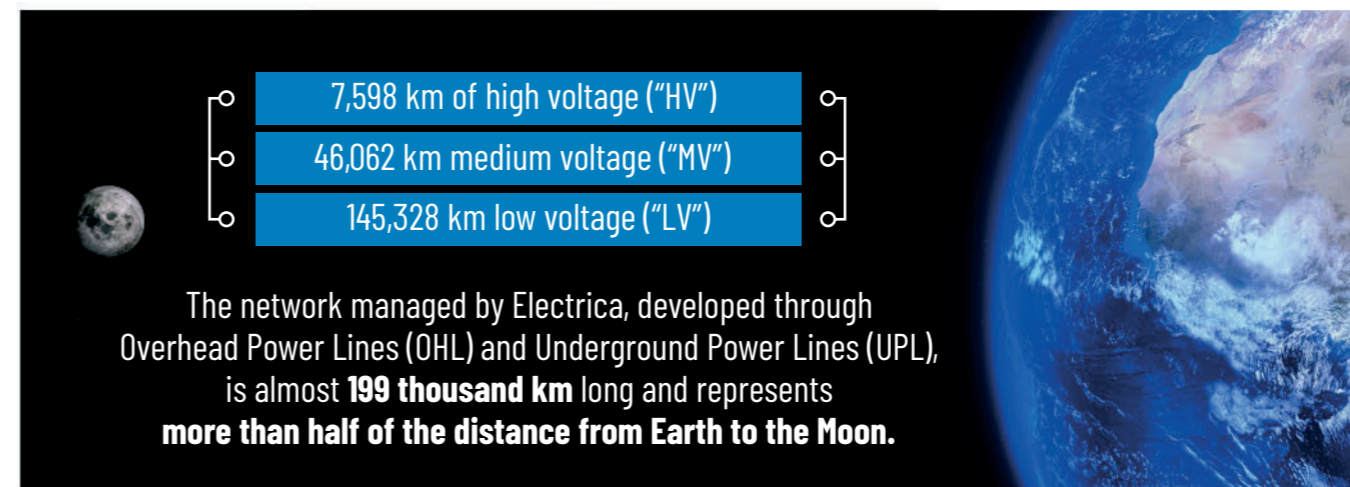 7,598 km of high voltage (“HV”)
46,062 km medium voltage (“MV”)
145,328 km low voltage (“LV”)
The network managed by Electrica, developed through
Overhead Power Lines (OHL) and Underground Power Lines (UPL),
is almost 199 thousand km long and represents
more than half of the distance from Earth to the Moon.